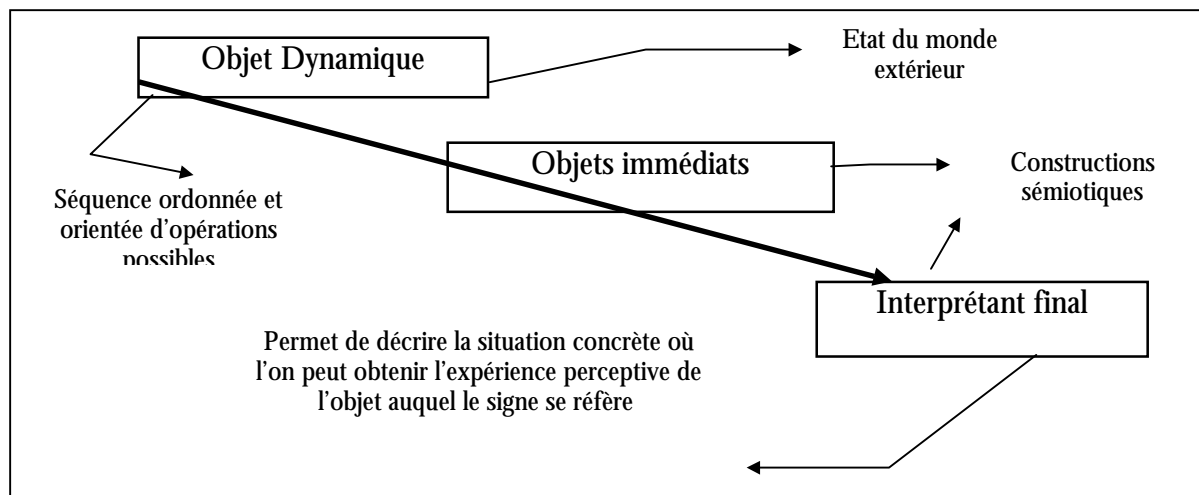 Objet Dynamique
Etat du monde
extérieur
Objets immédiats
Constructions
sémiotiques
Séquence ordonnée et
orientée d'opérations
possibles
Interprétant final
Permet de décrire la situation concrète où
l'on peut obtenir l'expérience perceptive de
l'objet auquel le signe se réfère